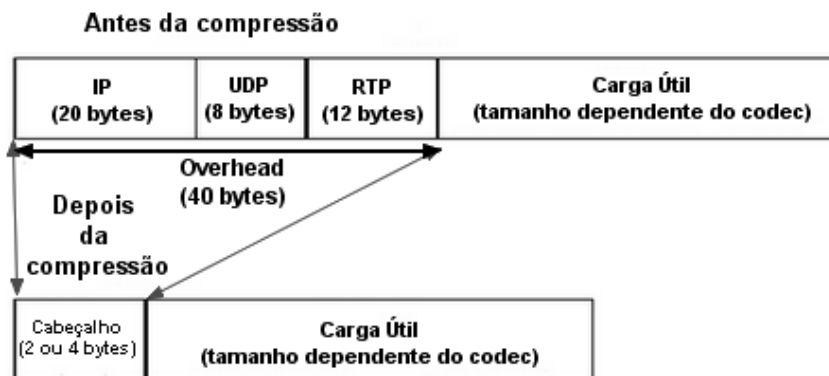 Antes da compressão
IP
(20 bytes)
UDP
(8 bytes)
RTP
(12 bytes)
Carga Útil
(tamanho dependente do codec)
Overhead
(40 bytes)
Depois
da
compressão
Cabeçalho
(2 ou 4 bytes)
Carga Útil
(tamanho dependente do codec)